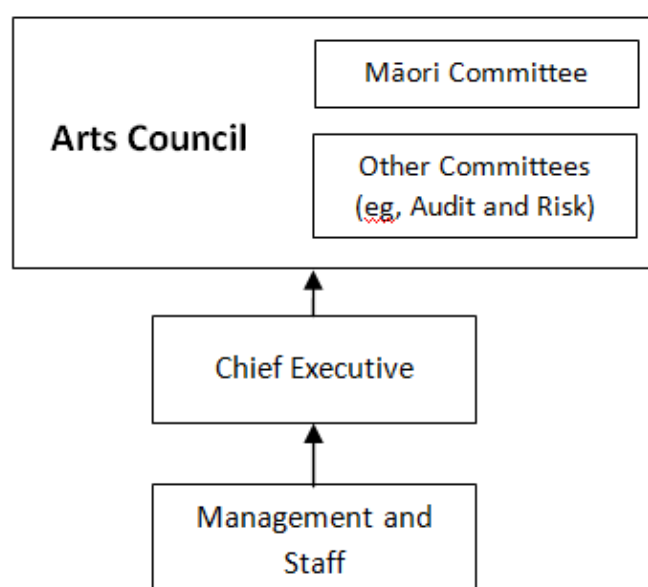 Māori Committee
Arts Council
Other Committees
(eg, Audit and Risk)
Chief Executive
Management and
Staff